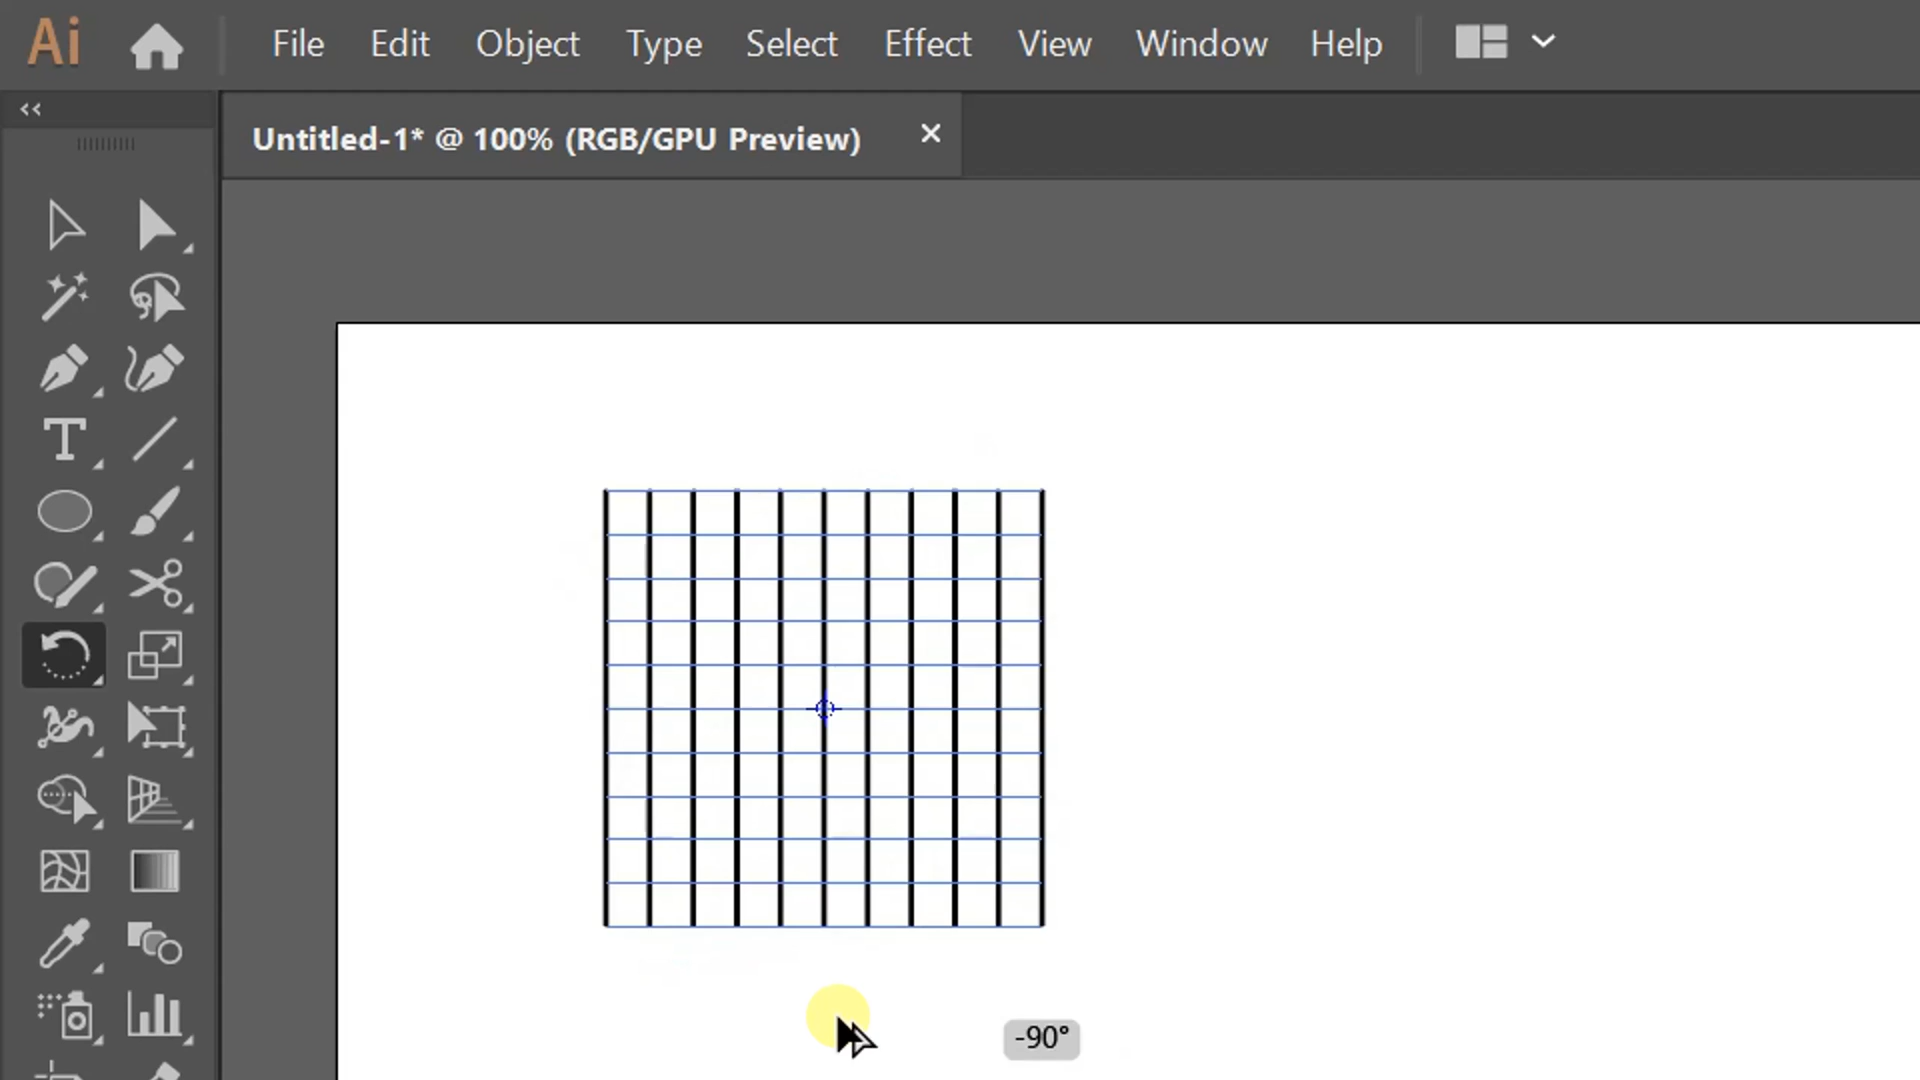 Ai File Edit Object Type Select Effect View Window Help
Untitled-1* @ 100% (RGB/GPU Preview)
-90°